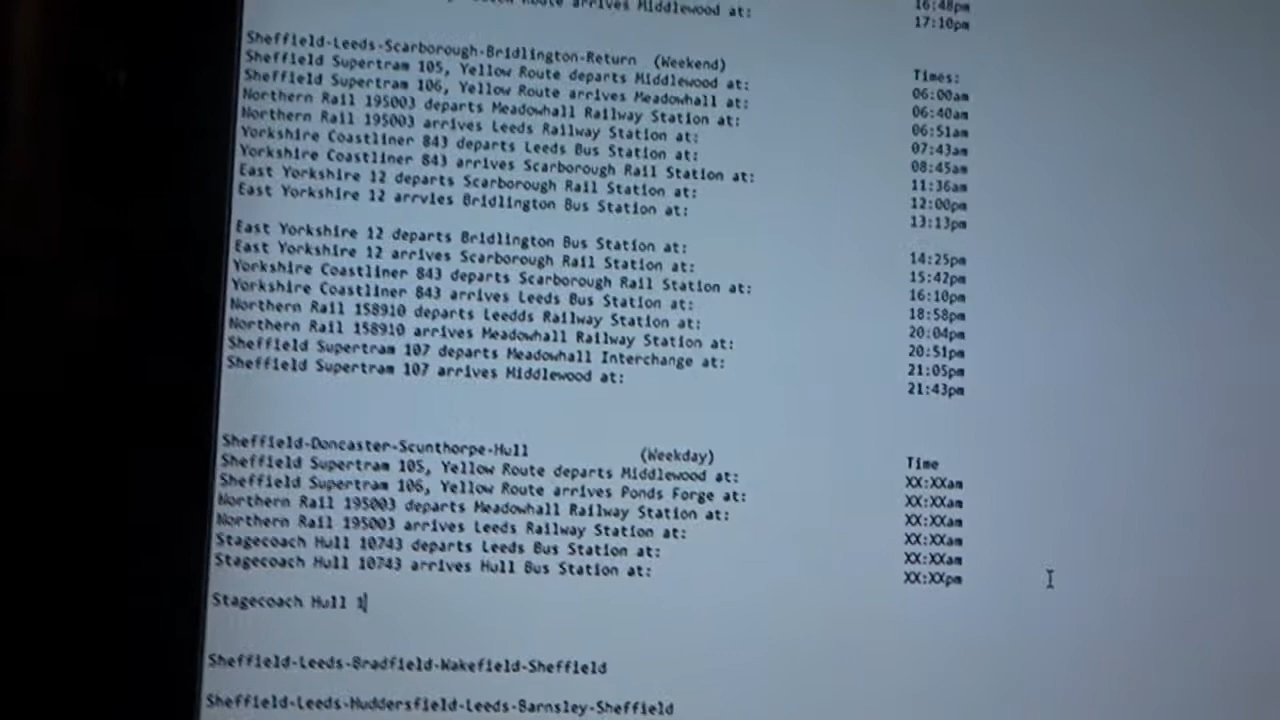 Route arrives Middlewood at: 16:48pm
17:10pm
Sheffield-Leeds-Scarborough-Bridlington-Return (Weekend) Times:
Sheffield Supertram 105, Yellow Route departs Middlewood at: 06:00am
Sheffield Supertram 106, Yellow Route arrives Meadowhall at: 06:40am
Northern Rail 195003 departs Meadowhall Railway Station at: 06:51am
Northern Rail 195003 arrives Leeds Railway Station at: 07:43am
Yorkshire Coastliner 843 departs Leeds Bus Station at: 08:45am
Yorkshire Coastliner 843 arrives Scarborough Rail Station at: 11:36am
East Yorkshire 12 departs Scarborough Rail Station at: 12:00pm
East Yorkshire 12 arrvies Bridlington Bus Station at: 13:13pm
East Yorkshire 12 departs Bridlington Bus Station at: 14:25pm
East Yorkshire 12 arrives Scarborough Rail Station at: 15:42pm
Yorkshire Coastliner 843 departs Scarborough Rail Station at: 16:10pm
Yorkshire Coastliner 843 arrives Leeds Bus Station at: 18:58pm
Northern Rail 158910 departs Leedds Railway Station at: 20:04pm
Northern Rail 158910 arrives Meadowhall Railway Station at: 20:51pm
Sheffield Supertram 107 departs Meadowhall Interchange at: 21:05pm
Sheffield Supertram 107 arrives Middlewood at: 21:43pm
Sheffield-Doncaster-Scunthorpe-Hull (Weekday) Time
Sheffield Supertram 105, Yellow Route departs Middlewood at: XX:XXam
Sheffield Supertram 106, Yellow Route arrives Ponds Forge at: XX:XXam
Northern Rail 195003 departs Meadowhall Railway Station at: XX:XXam
Northern Rail 195003 arrives Leeds Railway Station at: XX:XXam
Stagecoach Hull 10743 departs Leeds Bus Station at: XX:XXam
Stagecoach Hull 10743 arrives Hull Bus Station at: XX:XXpm
Stagecoach Hull 1
Sheffield-Leeds-Bradfield-Wakefield-Sheffield
Sheffield-Leeds-Huddersfield-Leeds-Barnsley-Sheffield